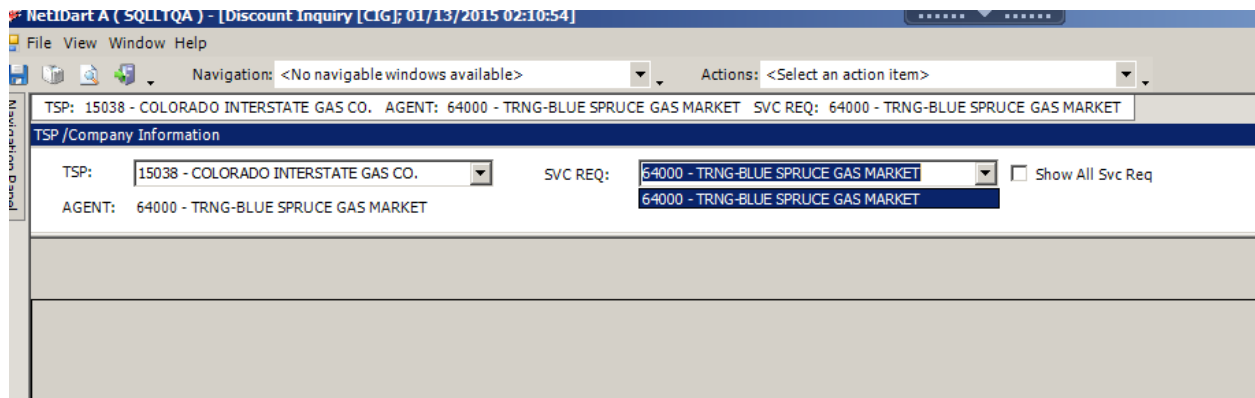 NetIDart A ( SQLLTQA ) - [Discount Inquiry [CIG]; 01/13/2015 02:10:54]
File View Window Help
Navigation: <No navigable windows available> Actions: <Select an action item>
Navigation Panel
TSP: 15038 - COLORADO INTERSTATE GAS CO. AGENT: 64000 - TRNG-BLUE SPRUCE GAS MARKET SVC REQ: 64000 - TRNG-BLUE SPRUCE GAS MARKET
TSP /Company Information
TSP: 15038 - COLORADO INTERSTATE GAS CO. SVC REQ: 64000 - TRNG-BLUE SPRUCE GAS MARKET Show All Svc Req
64000 - TRNG-BLUE SPRUCE GAS MARKET
AGENT: 64000 - TRNG-BLUE SPRUCE GAS MARKET